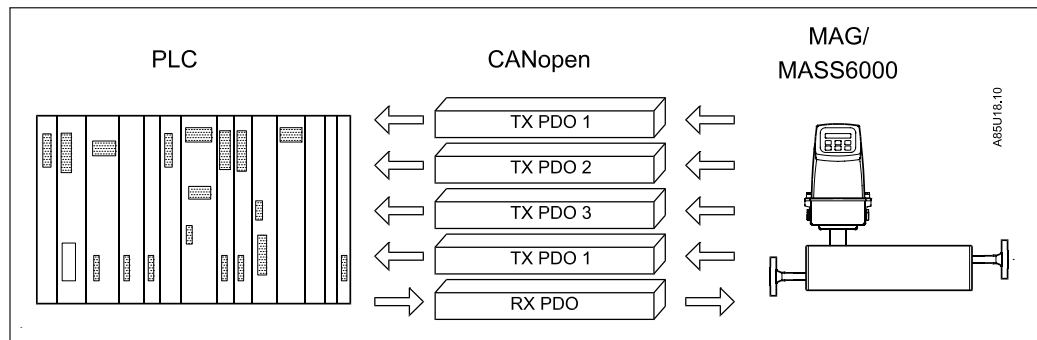 PLC
CANopen
MAG/
MASS6000
A85U18.10
TX PDO 1
TX PDO 2
TX PDO 3
TX PDO 1
RX PDO